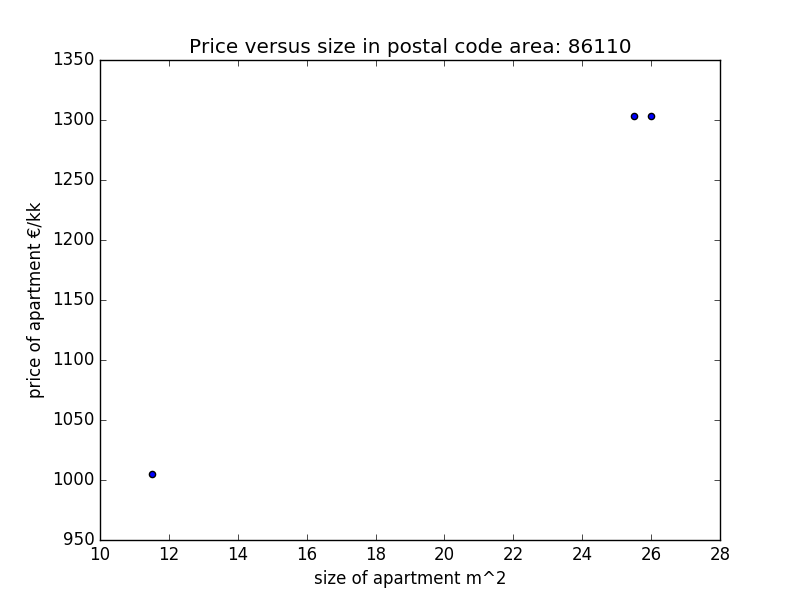 Price versus size in postal code area: 86110
1350
1300
1250
1200
1150
1100
1050
1000
950
price of apartment €/kk
10 12 14 16 18 20 22 24 26 28
size of apartment m^2